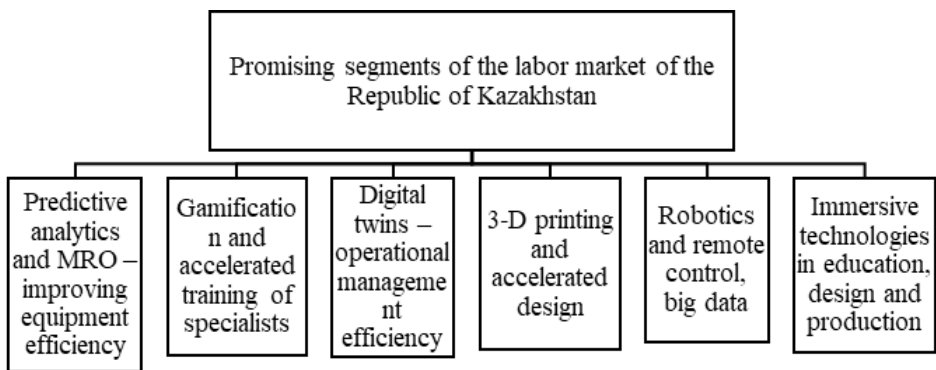 Promising segments of the labor market of the
Republic of Kazakhstan
Predictive
analytics
and MRO –
improving
equipment
efficiency
Gamificatio
n and
accelerated
training of
specialists
Digital
twins –
operational
manageme
nt
efficiency
3-D printing
and
accelerated
design
Robotics
and remote
control,
big data
Immersive
technologies
in education,
design and
production